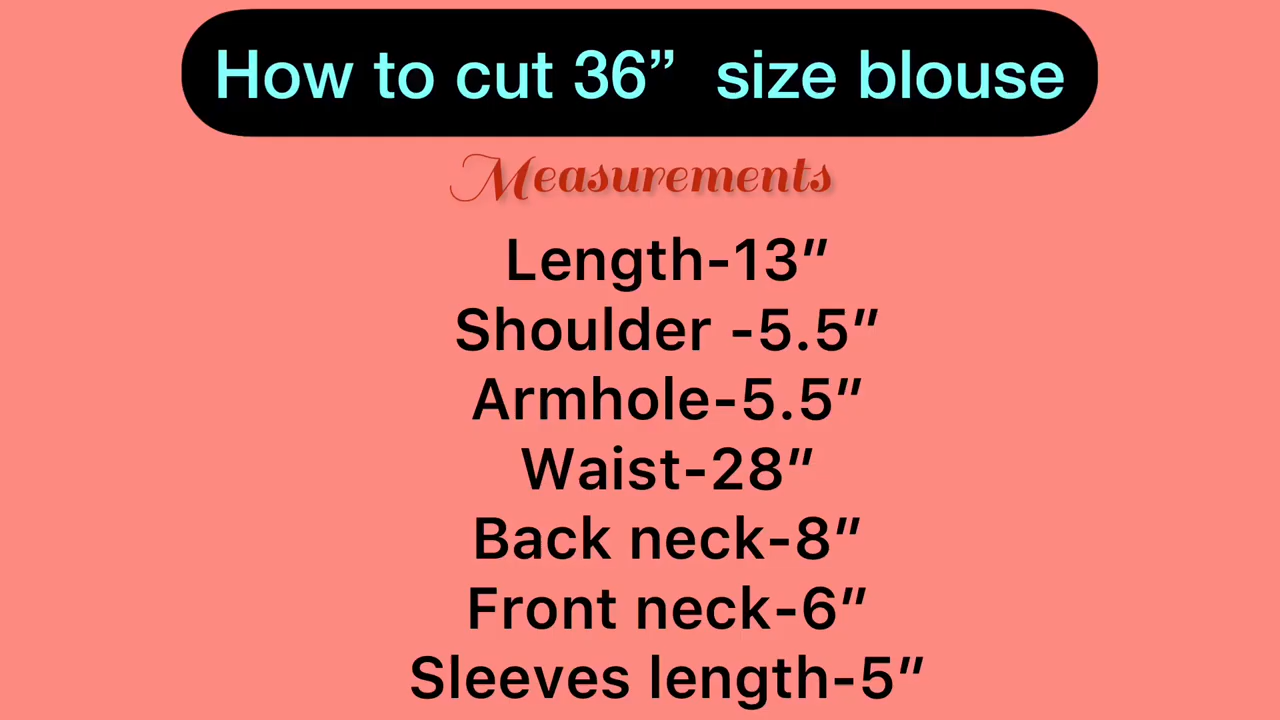 How to cut 36” size blouse
Measurements
Length-13”
Shoulder -5.5”
Armhole-5.5”
Waist-28”
Back neck-8”
Front neck-6”
Sleeves length-5”